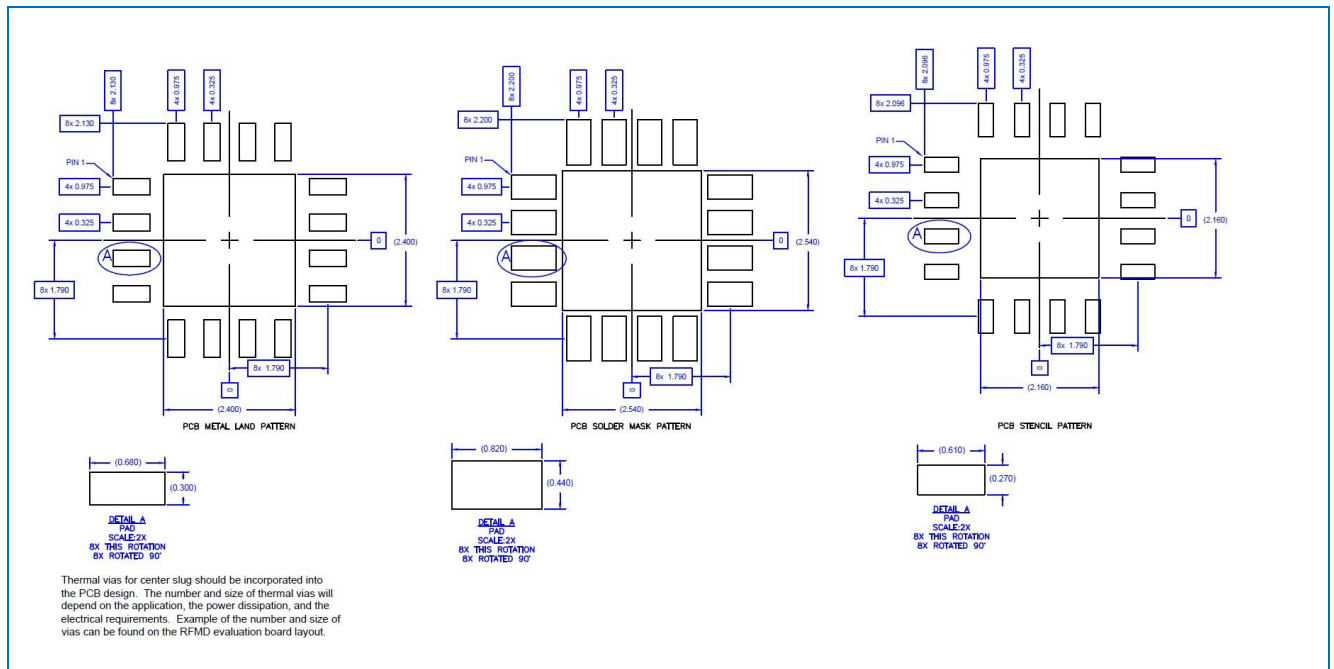 8x 2.130
4x 0.975
4x 0.325
8x 2.130
PIN 1
4x 0.975
4x 0.325
A
8x 1.790
0
(2.400)
8x 1.790
0
(2.400)
PCB METAL LAND PATTERN
(0.680)
(0.300)
DETAIL A
PAD
SCALE:2X
8X THIS ROTATION
8X ROTATED 90°
8x 2.200
4x 0.975
4x 0.325
8x 2.200
PIN 1
4x 0.975
4x 0.325
A
8x 1.790
0
(2.540)
8x 1.790
0
(2.540)
PCB SOLDER MASK PATTERN
(0.820)
(0.440)
DETAIL A
PAD
SCALE:2X
8X THIS ROTATION
8X ROTATED 90°
8x 2.096
4x 0.975
4x 0.325
8x 2.096
PIN 1
4x 0.975
4x 0.325
A
8x 1.790
0
(2.160)
8x 1.790
0
(2.160)
PCB STENCIL PATTERN
(0.610)
(0.270)
DETAIL A
PAD
SCALE:2X
8X THIS ROTATION
8X ROTATED 90°
Thermal vias for center slug should be incorporated into
the PCB design. The number and size of thermal vias will
depend on the application, the power dissipation, and the
electrical requirements. Example of the number and size of
vias can be found on the RFMD evaluation board layout.